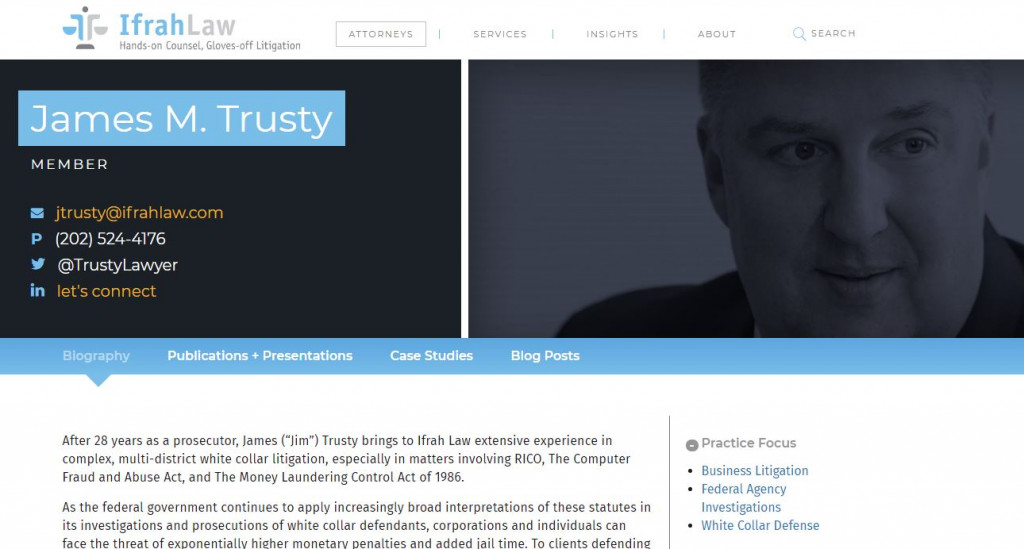 IfrahLaw
Hands-on Counsel, Gloves-off Litigation
ATTORNEYS
SERVICES
INSIGHTS
ABOUT
SEARCH
James M. Trusty
MEMBER
jtrusty@ifrahlaw.com
P (202) 524-4176
@TrustyLawyer
in let's connect
Biography
Publications + Presentations
Case Studies
Blog Posts
After 28 years as a prosecutor, James (“Jim”) Trusty brings to Ifrah Law extensive experience in
complex, multi-district white collar litigation, especially in matters involving RICO, The Computer
Fraud and Abuse Act, and The Money Laundering Control Act of 1986.
As the federal government continues to apply increasingly broad interpretations of these statutes in
its investigations and prosecutions of white collar defendants, corporations and individuals can
face the threat of exponentially higher monetary penalties and added jail time. To clients defending
Practice Focus
Business Litigation
Federal Agency
Investigations
White Collar Defense